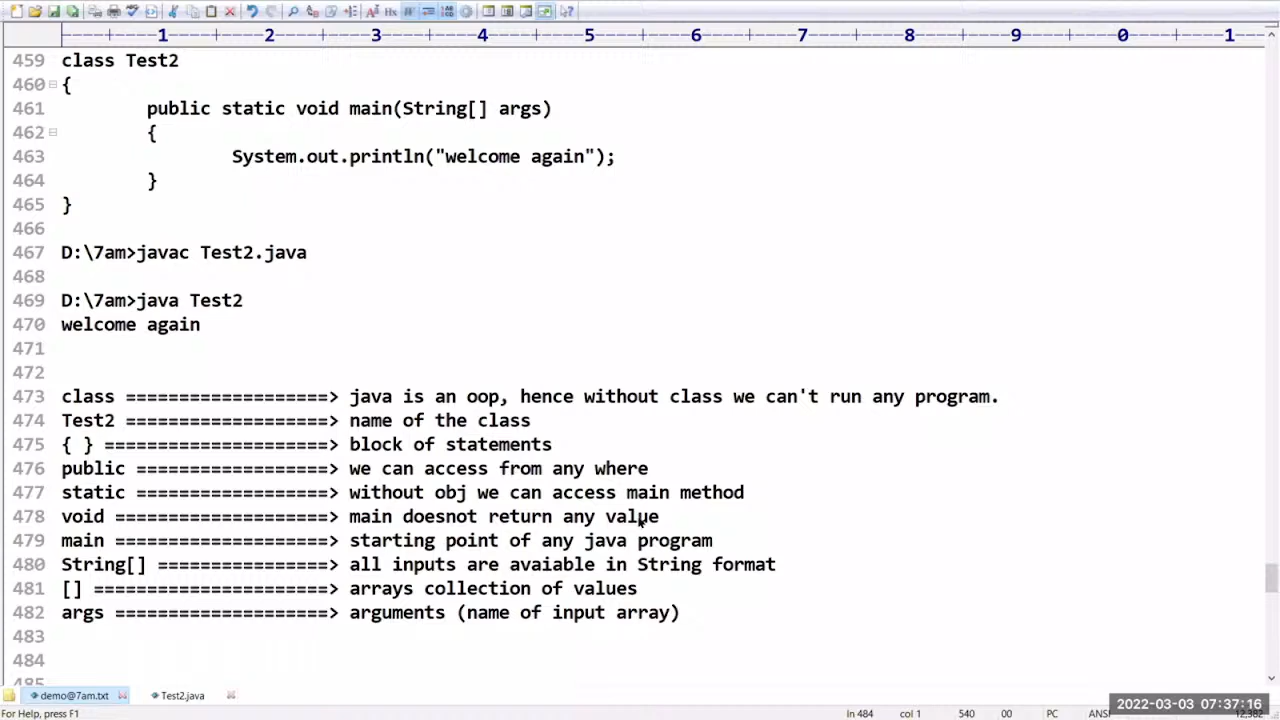 ----+----1----+----2----+----3----+----4----+----5----+----6----+----7----+----8----+----9----+----0----+----1--
459 class Test2
460 {
461 public static void main(String[] args)
462 {
463 System.out.println("welcome again");
464 }
465 }
466
467 D:\7am>javac Test2.java
468
469 D:\7am>java Test2
470 welcome again
471
472
473 class ===================> java is an oop, hence without class we can't run any program.
474 Test2 ===================> name of the class
475 { } =====================> block of statements
476 public ==================> we can access from any where
477 static ==================> without obj we can access main method
478 void ====================> main doesnot return any value
479 main ====================> starting point of any java program
480 String[] ================> all inputs are avaiable in String format
481 [] ======================> arrays collection of values
482 args ====================> arguments (name of input array)
483
484
485
demo@7am.txt Test2.java
2022-03-03 07:37:16
For Help, press F1 ln 484 col 1 540 00 PC ANSI 12,382